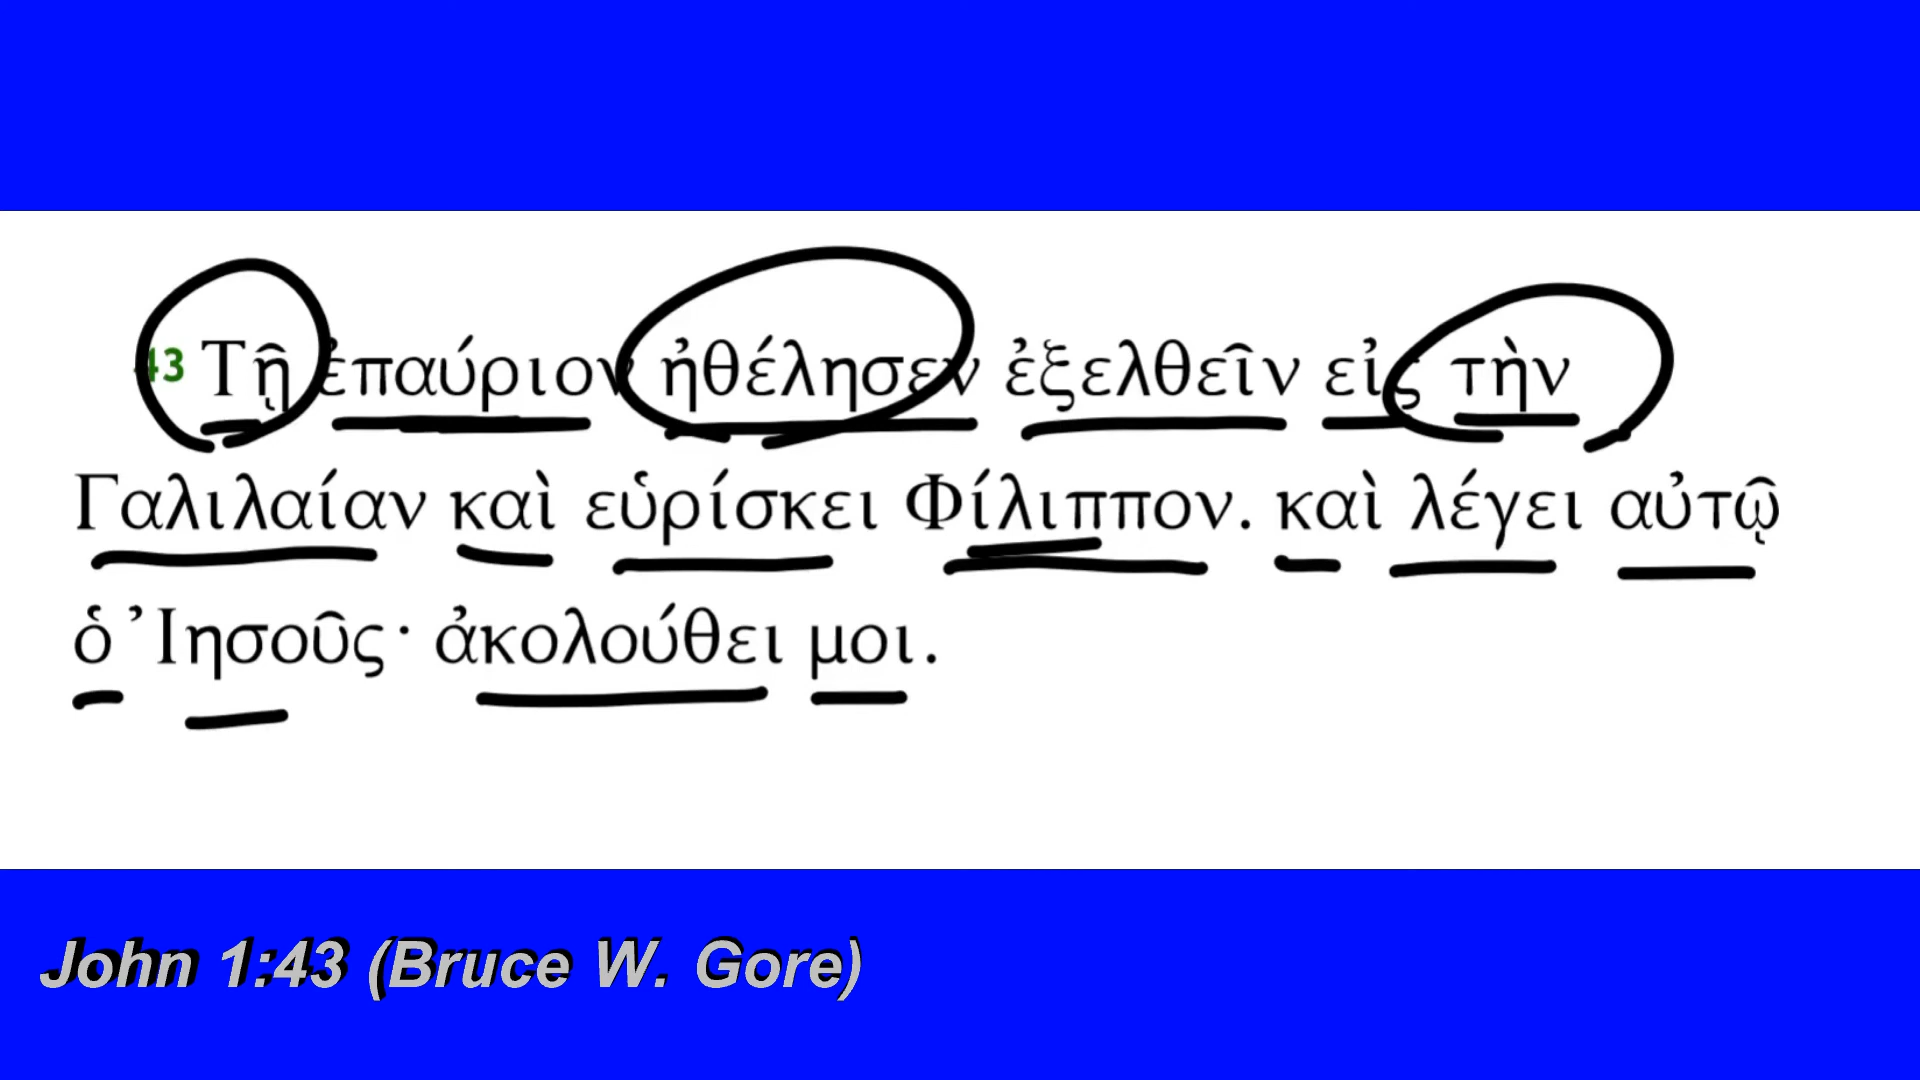 43 Τῇ ἐπαύριον ἠθέλησεν ἐξελθεῖν εἰς τὴν
Γαλιλαίαν καὶ εὑρίσκει Φίλιππον. καὶ λέγει αὐτῷ
ὁ Ἰησοῦς· ἀκολούθει μοι.
John 1:43 (Bruce W. Gore)